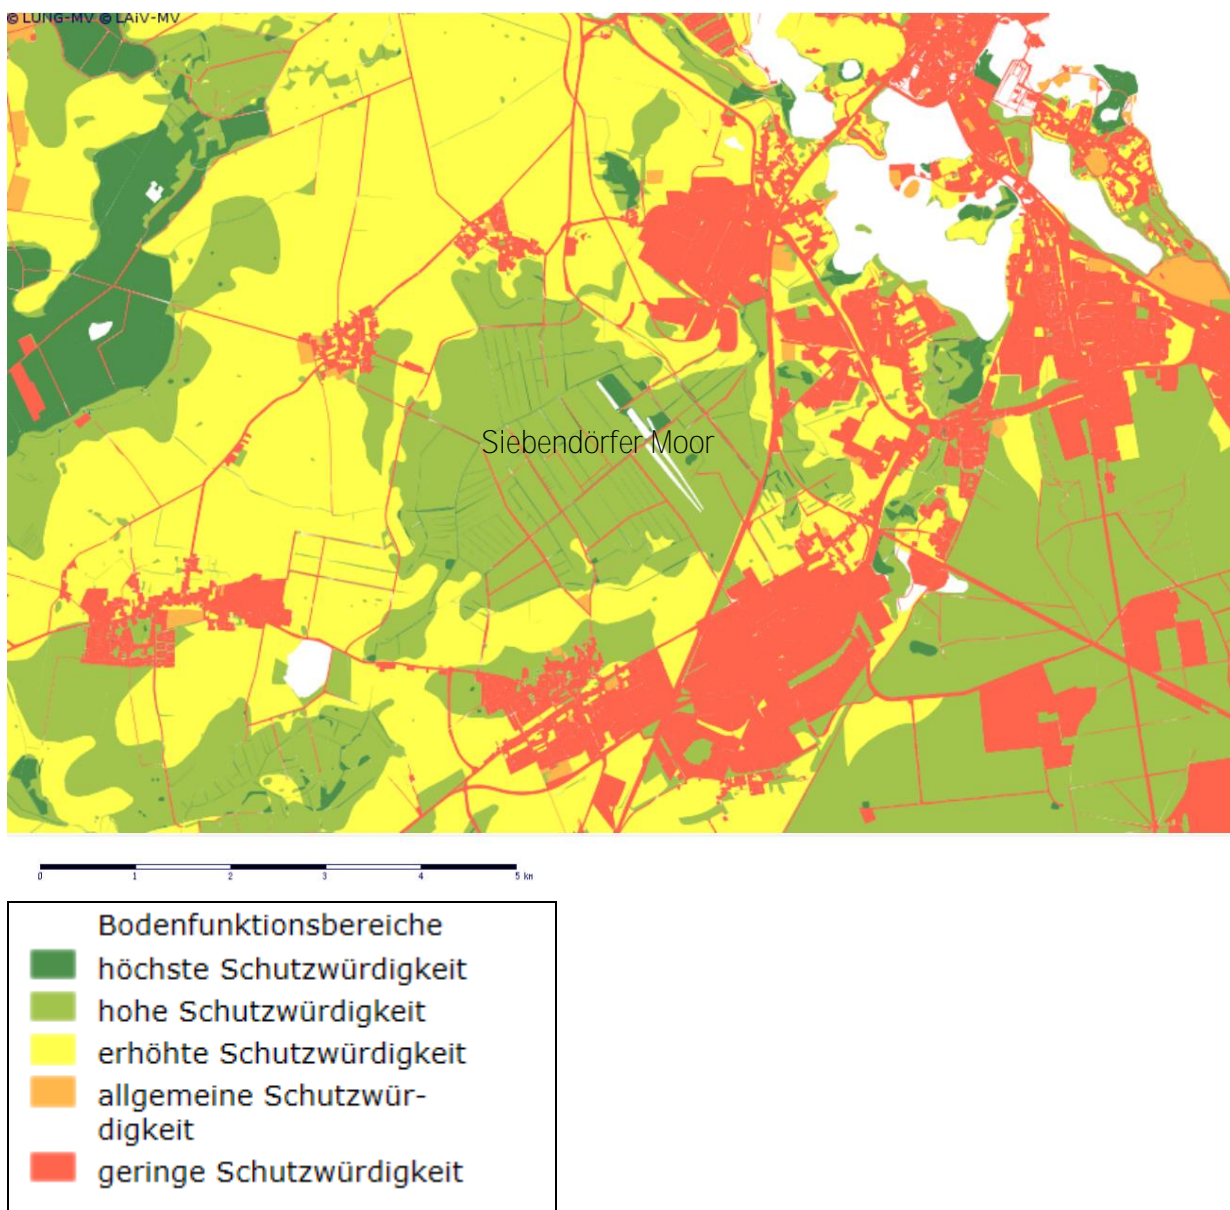 © LUNG-MV © LAiV-MV
Siebendörfer Moor
0 1 2 3 4 5 km
Bodenfunktionsbereiche
höchste Schutzwürdigkeit
hohe Schutzwürdigkeit
erhöhte Schutzwürdigkeit
allgemeine Schutzwür-
digkeit
geringe Schutzwürdigkeit